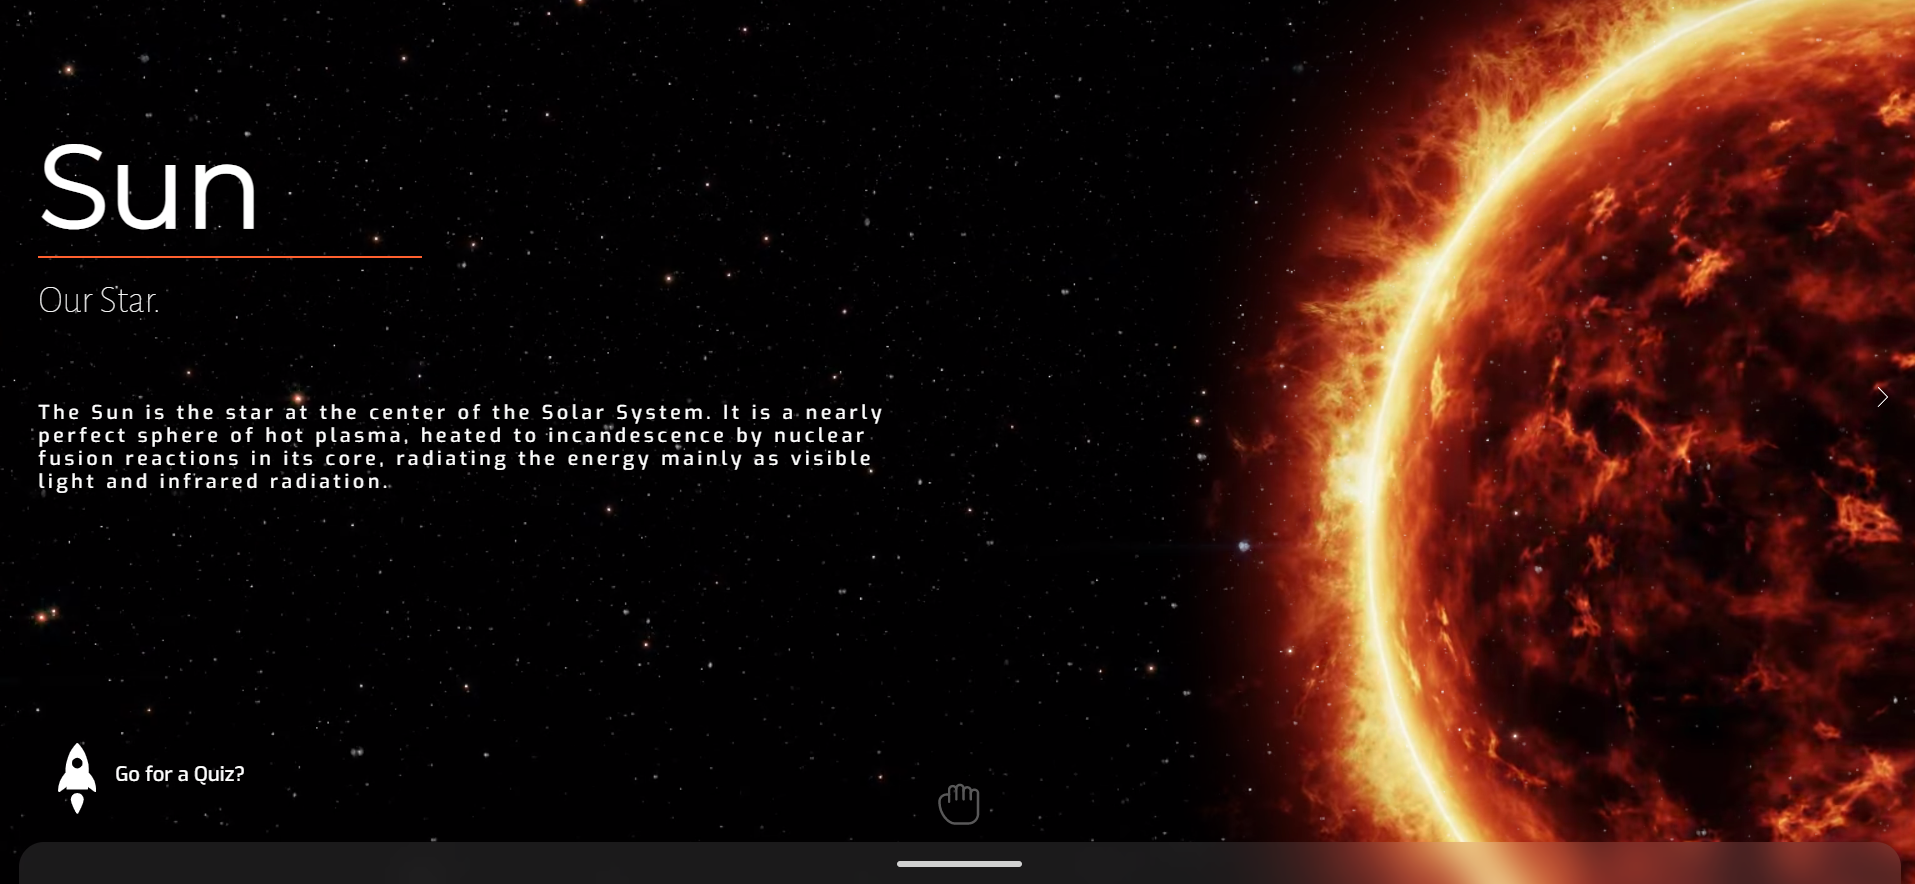 Sun
Our Star.
The Sun is the star at the center of the Solar System. It is a nearly
perfect sphere of hot plasma, heated to incandescence by nuclear
fusion reactions in its core, radiating the energy mainly as visible
light and infrared radiation.
Go for a Quiz?